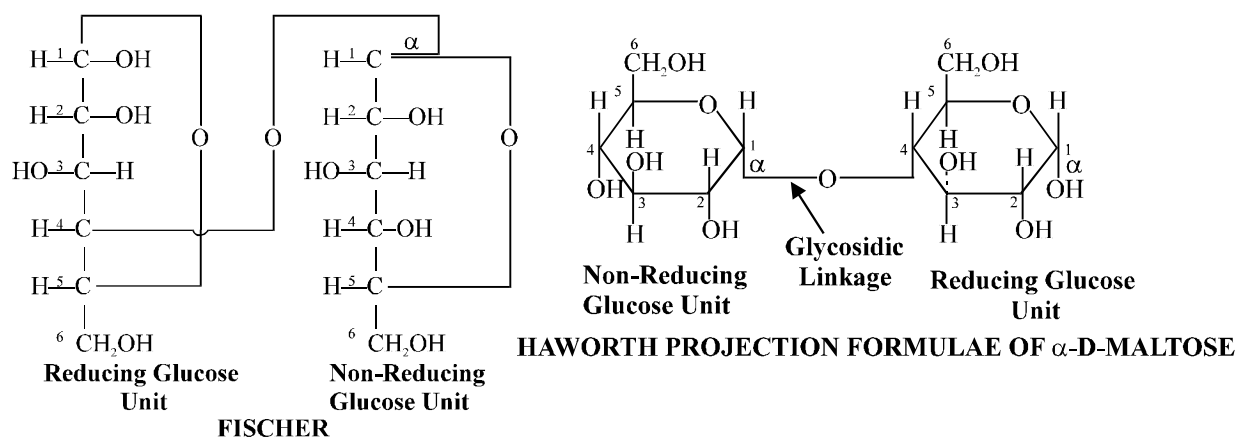 H 1 C OH
H 2 C OH
HO 3 C H
H 4 C
H 5 C
6 CH2OH
O
Reducing Glucose
Unit
O
α
H 1 C
H 2 C OH
HO 3 C H
H 4 C OH
H 5 C
6 CH2OH
O
Non-Reducing
Glucose Unit
FISCHER
6
CH2OH
H 5 O H
H
4 OH H 1
α
OH 3 2
H OH
O
Glycosidic
Linkage
Non-Reducing
Glucose Unit
6
CH2OH
H 5 O H
H
4 OH H 1
α
3 2 OH
H OH
Reducing Glucose
Unit
HAWORTH PROJECTION FORMULAE OF α-D-MALTOSE